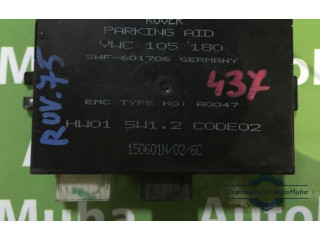 ROVER
PARKING AID
YWC 105 180
SWF-601706 GERMANY
ROV.75
437
EMC TYPE NO: A0047
HW01 SW1.2 CODE02
150601N/02/6C
Muha